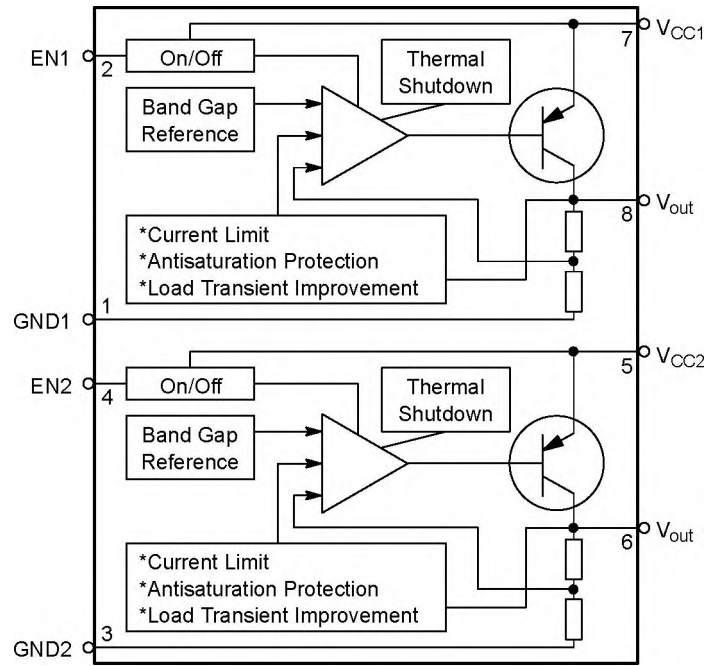 VCC1
7
EN1
2
On/Off
Thermal
Shutdown
Band Gap
Reference
Vout
8
*Current Limit
*Antisaturation Protection
*Load Transient Improvement
1
GND1
VCC2
5
EN2
4
On/Off
Thermal
Shutdown
Band Gap
Reference
Vout
6
*Current Limit
*Antisaturation Protection
*Load Transient Improvement
3
GND2